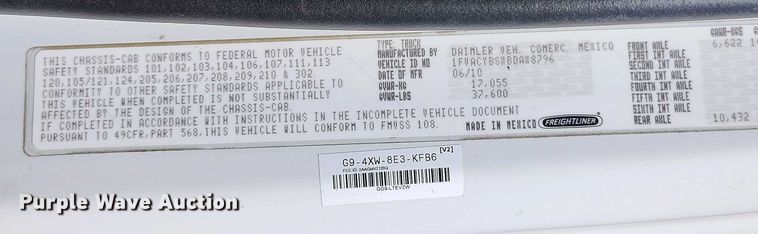 THIS CHASSIS-CAB CONFORMS TO FEDERAL MOTOR VEHICLE
SAFETY STANDARDS 101, 102, 103, 104, 106, 107, 111, 113
120, 105/121, 124, 205, 206, 207, 208, 209, 210 & 302.
CONFORMITY TO OTHER SAFETY STANDARDS APPLICABLE TO
THIS VEHICLE WHEN COMPLETED IS NOT SUBSTANTIALLY
AFFECTED BY THE DESIGN OF THE CHASSIS-CAB.
IF COMPLETED IN ACCORDANCE WITH INSTRUCTIONS IN THE INCOMPLETE VEHICLE DOCUMENT
PURSUANT TO 49CFR, PART 568, THIS VEHICLE WILL CONFORM TO FMVSS 108.
TYPE: TRUCK
MANUFACTURED BY DAIMLER VEH. COMERC. MEXICO
VEHICLE ID NO 1FVACYBS
DATE OF MFR 06/10
GVWR-KG 17,055
GVWR-LBS 37,600
MADE IN MEXICO FREIGHTLINER
GAWR-KGS
FRONT AXLE 6,622
FIRST INT AXLE
SECOND INT AXLE
THIRD INT AXLE
FOURTH INT AXLE
FIFTH INT AXLE
SIXTH INT AXLE
REAR AXLE 10,432
G9-4XW-8E3-KFB6 [V2]
GO9-LTEVZW
Purple Wave Auction